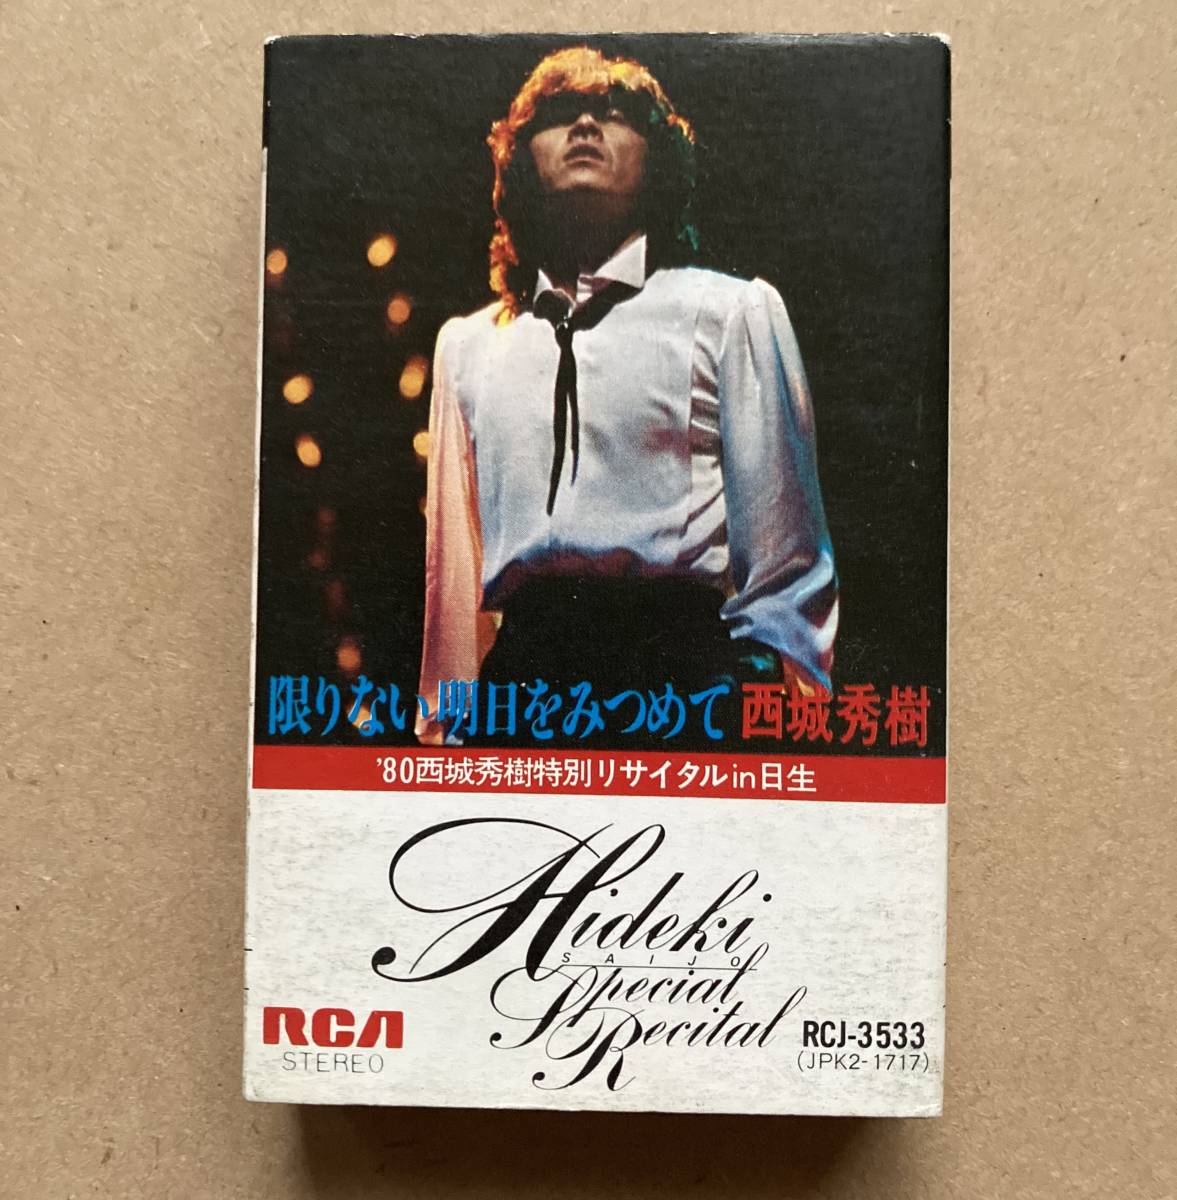 限りない明日をみつめて 西城秀樹
'80西城秀樹特別リサイタルin日生
Hideki
SAIJO
Special
Recital
RCA
STEREO
RCJ-3533
(JPK2-1717)